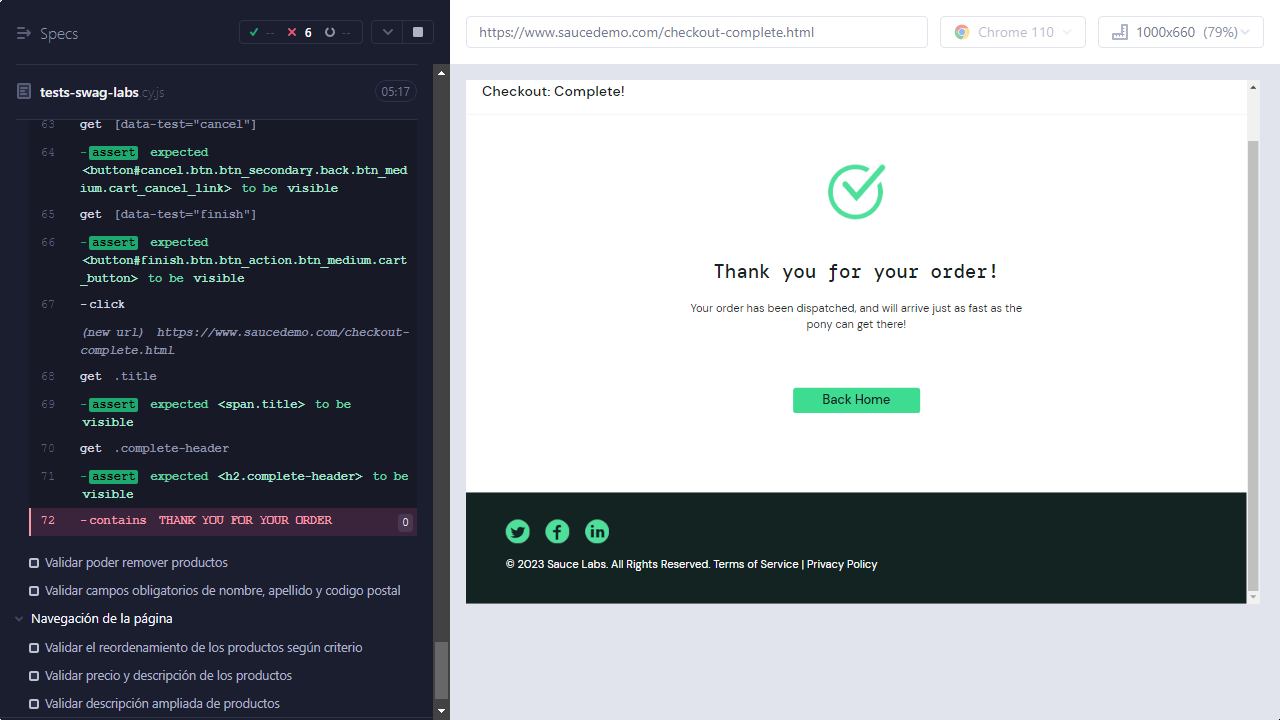 Specs
-- 6 --
tests-swag-labs.cy.js 05:17
63 get [data-test="cancel"]
64 -assert expected
<button#cancel.btn.btn_secondary.back.btn_med
ium.cart_cancel_link> to be visible
65 get [data-test="finish"]
66 -assert expected
<button#finish.btn.btn_action.btn_medium.cart
_button> to be visible
67 -click
(new url) https://www.saucedemo.com/checkout-
complete.html
68 get .title
69 -assert expected <span.title> to be
visible
70 get .complete-header
71 -assert expected <h2.complete-header> to be
visible
72 -contains THANK YOU FOR YOUR ORDER 0
Validar poder remover productos
Validar campos obligatorios de nombre, apellido y codigo postal
Navegación de la página
Validar el reordenamiento de los productos según criterio
Validar precio y descripción de los productos
Validar descripción ampliada de productos
https://www.saucedemo.com/checkout-complete.html
Chrome 110
1000x660 (79%)
Checkout: Complete!
Thank you for your order!
Your order has been dispatched, and will arrive just as fast as the
pony can get there!
Back Home
© 2023 Sauce Labs. All Rights Reserved. Terms of Service | Privacy Policy